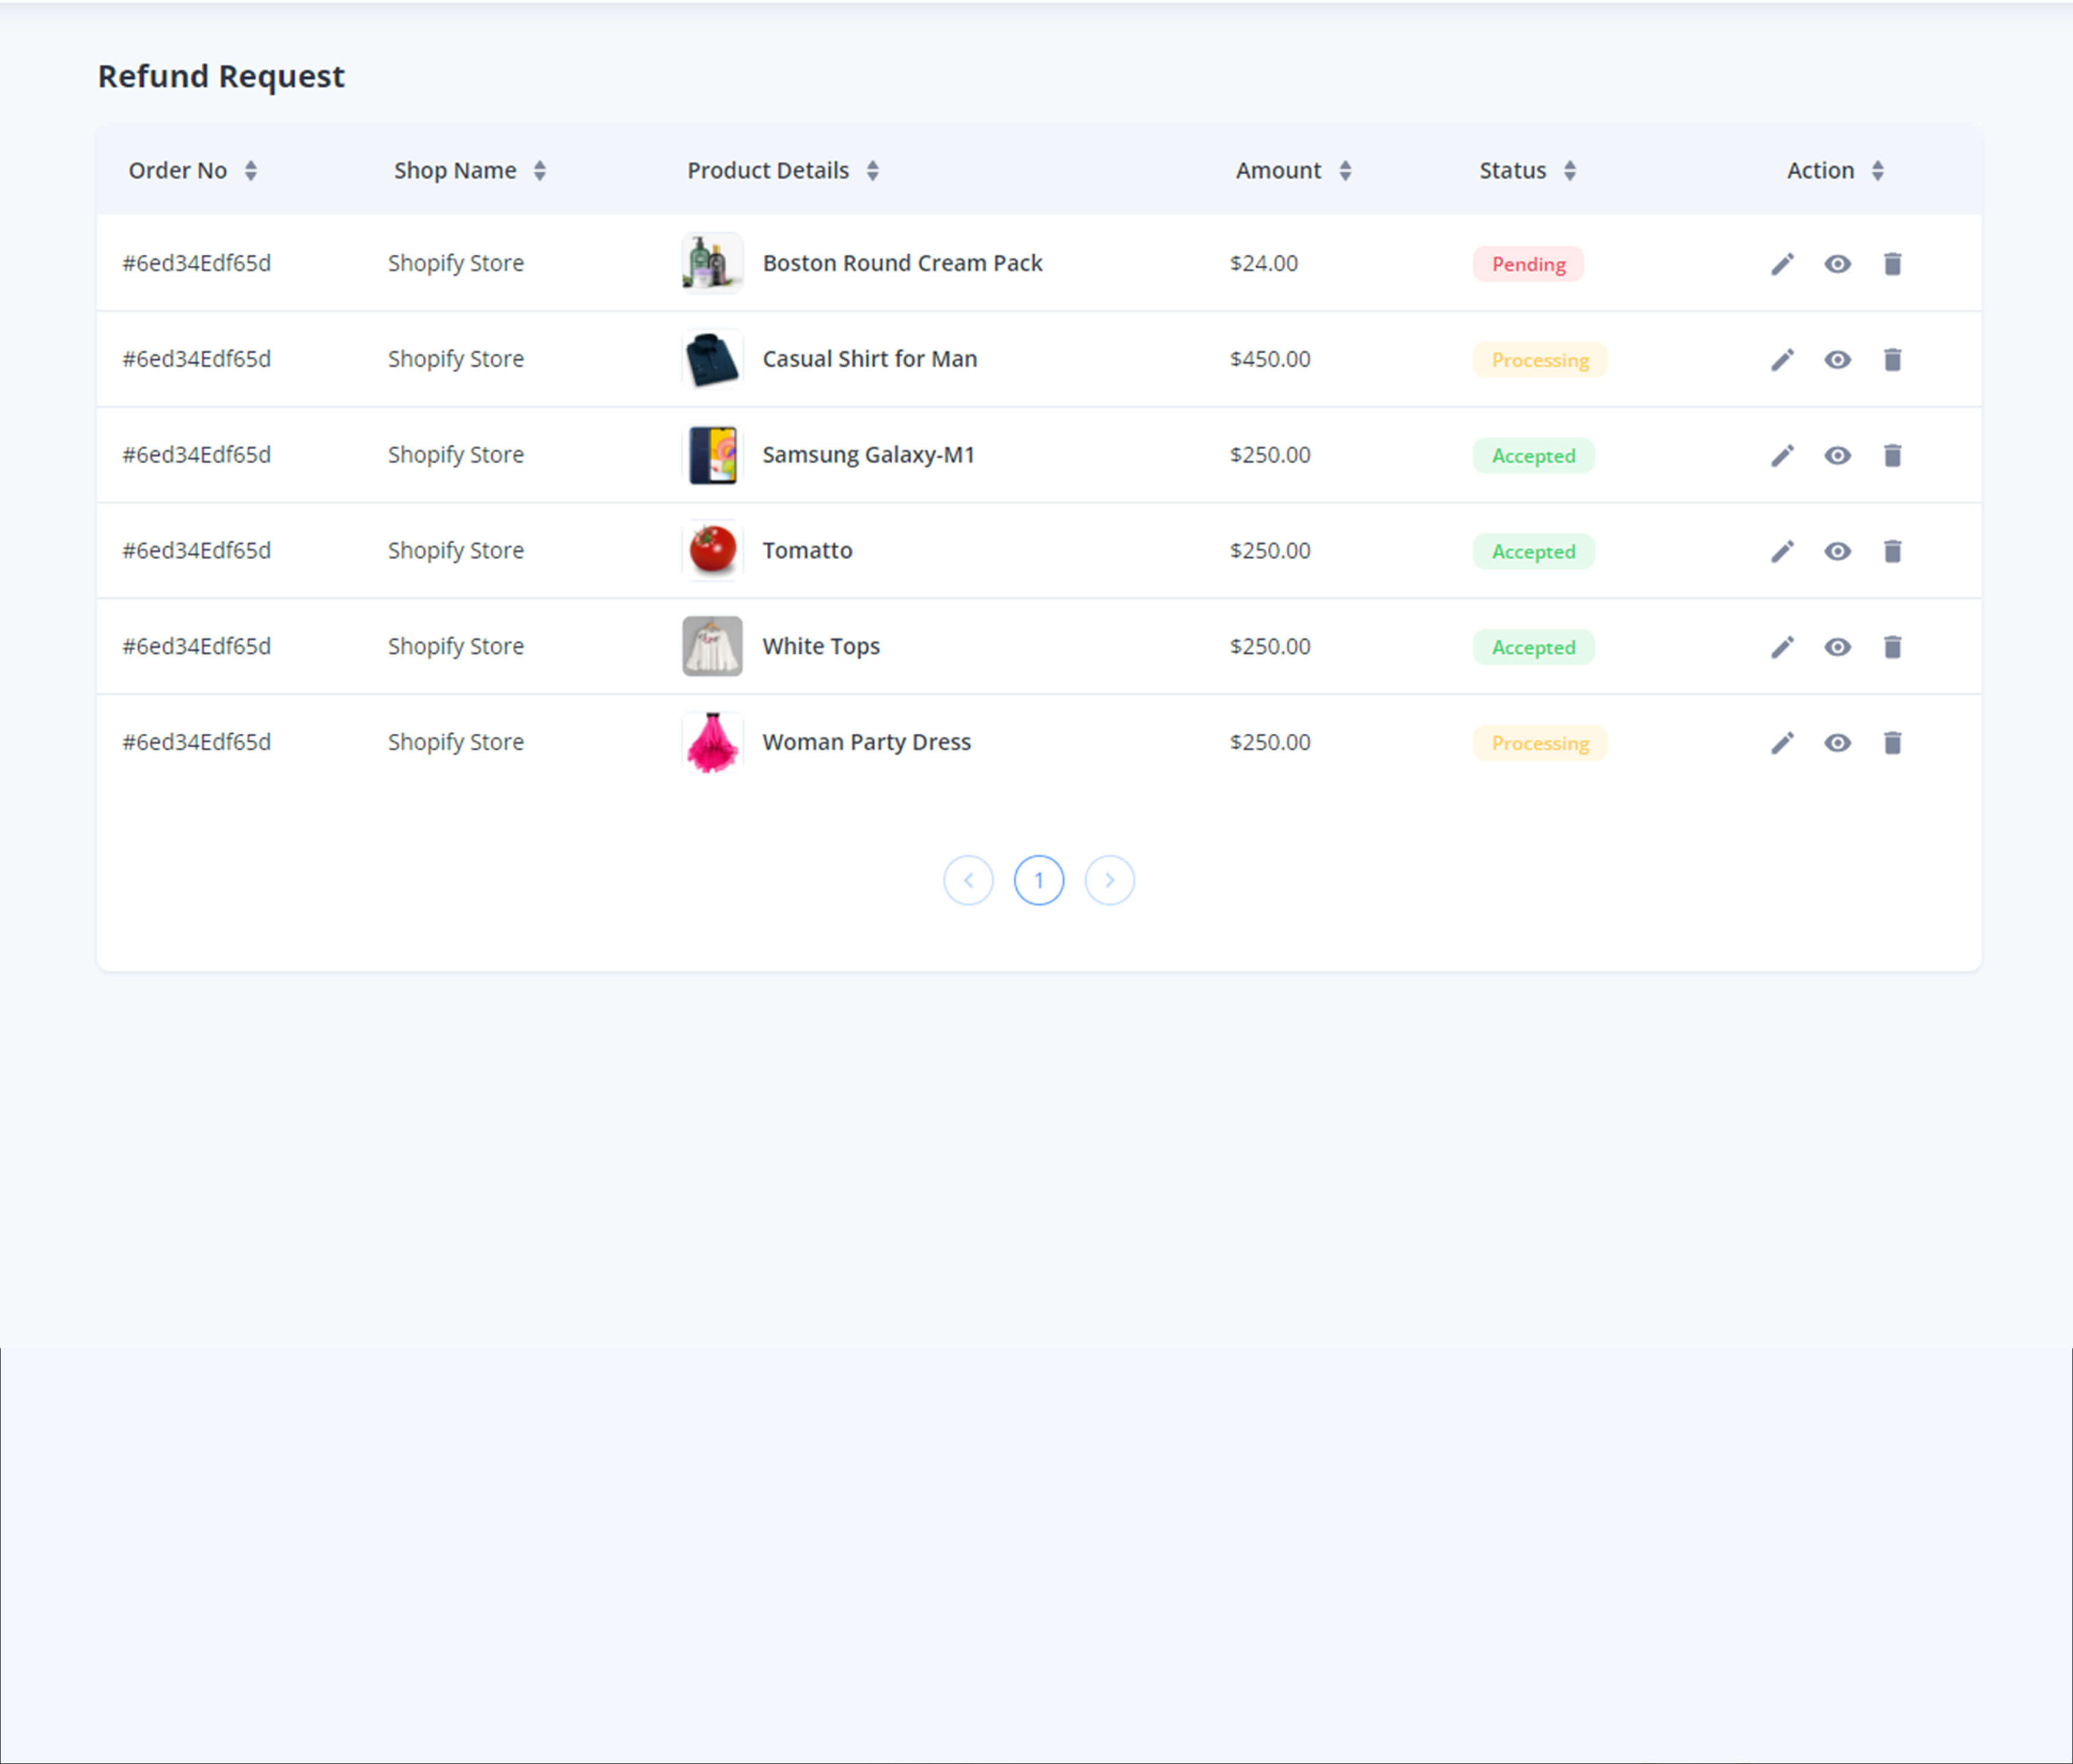 Refund Request
Order No Shop Name Product Details Amount Status Action
#6ed34Edf65d Shopify Store Boston Round Cream Pack $24.00 Pending
#6ed34Edf65d Shopify Store Casual Shirt for Man $450.00 Processing
#6ed34Edf65d Shopify Store Samsung Galaxy-M1 $250.00 Accepted
#6ed34Edf65d Shopify Store Tomatto $250.00 Accepted
#6ed34Edf65d Shopify Store White Tops $250.00 Accepted
#6ed34Edf65d Shopify Store Woman Party Dress $250.00 Processing
1